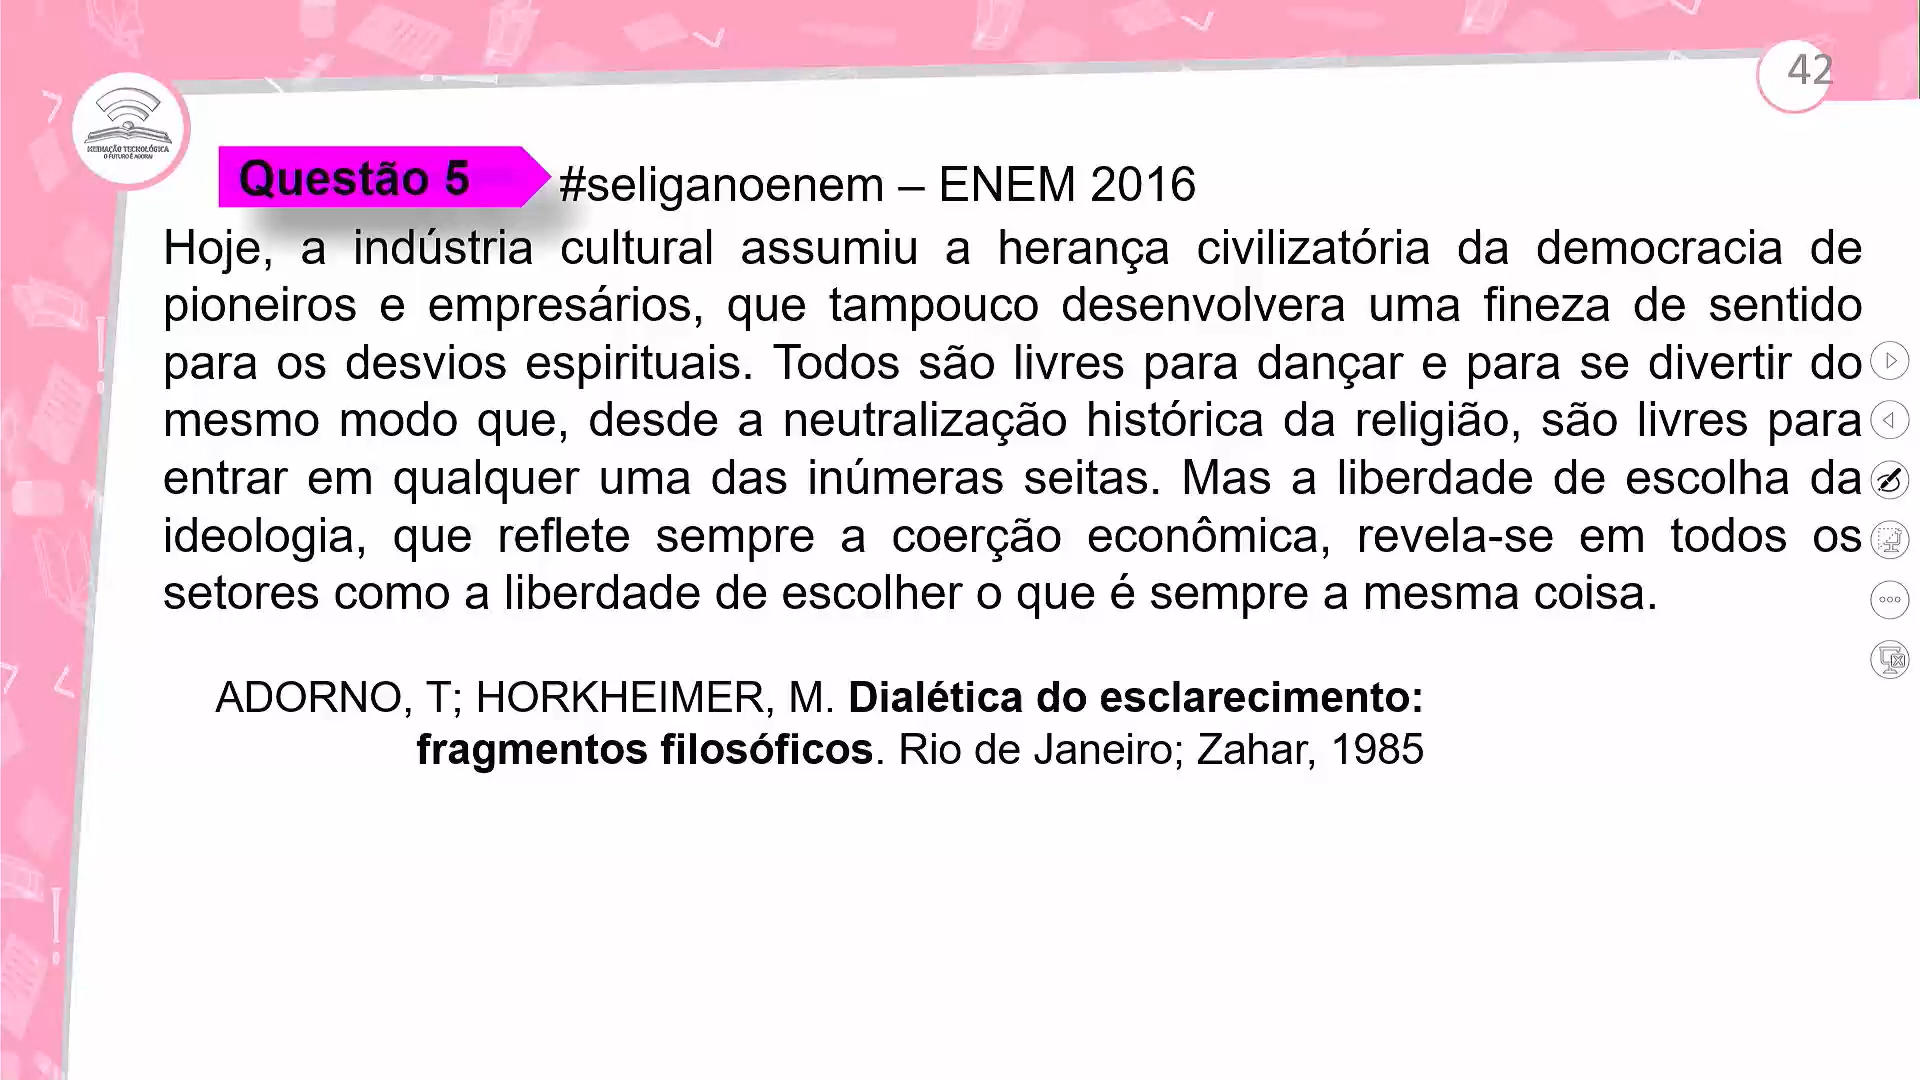 42
MEDIAÇÃO TECNOLÓGICA
O FUTURO É AGORA!
Questão 5
#seliganoenem – ENEM 2016
Hoje, a indústria cultural assumiu a herança civilizatória da democracia de
pioneiros e empresários, que tampouco desenvolvera uma fineza de sentido
para os desvios espirituais. Todos são livres para dançar e para se divertir do
mesmo modo que, desde a neutralização histórica da religião, são livres para
entrar em qualquer uma das inúmeras seitas. Mas a liberdade de escolha da
ideologia, que reflete sempre a coerção econômica, revela-se em todos os
setores como a liberdade de escolher o que é sempre a mesma coisa.
ADORNO, T; HORKHEIMER, M. Dialética do esclarecimento:
fragmentos filosóficos. Rio de Janeiro; Zahar, 1985